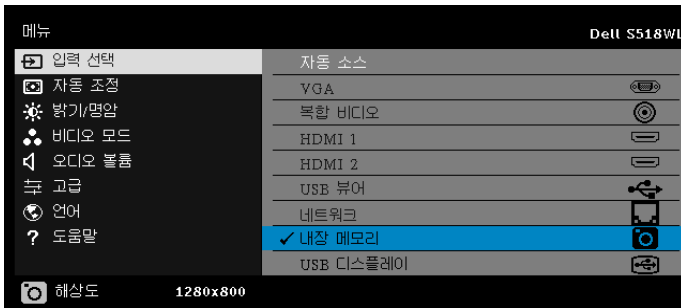 메뉴
Dell S518WL
입력 선택
자동 조정
밝기/명암
비디오 모드
오디오 볼륨
고급
언어
? 도움말
자동 소스
VGA
복합 비디오
HDMI 1
HDMI 2
USB 뷰어
네트워크
✓ 내장 메모리
USB 디스플레이
해상도 1280x800